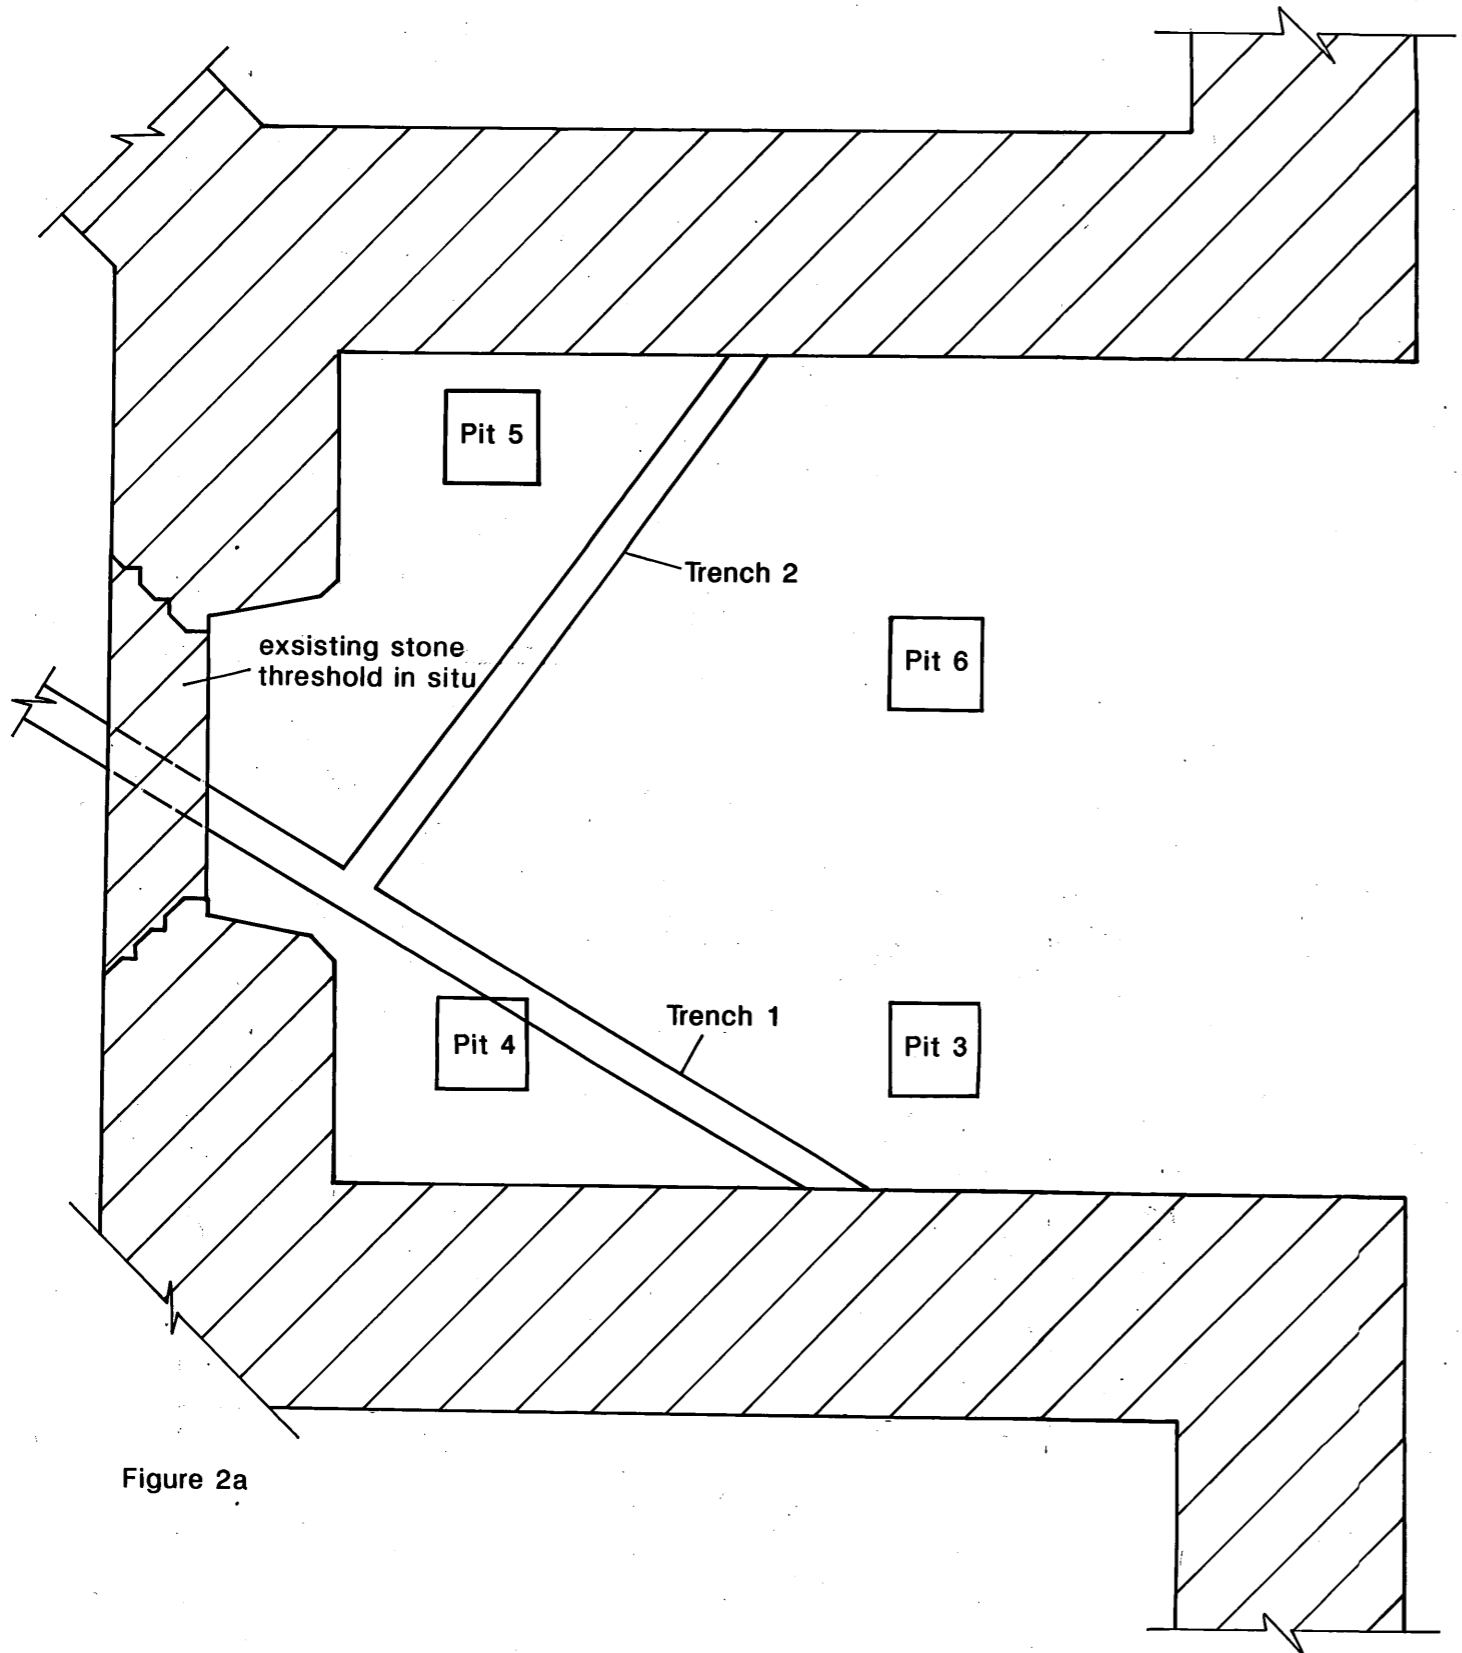 Pit 5
Trench 2
exsisting stone
threshold in situ
Pit 6
Trench 1
Pit 4
Pit 3
Figure 2a